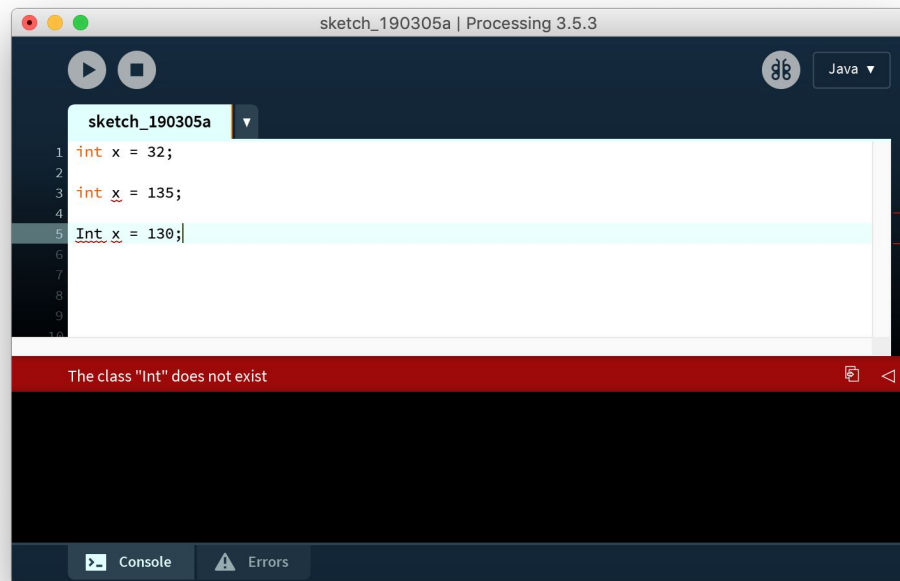 sketch_190305a | Processing 3.5.3
Java ▼
sketch_190305a ▼
1 int x = 32;
2
3 int x = 135;
4
5 Int x = 130;
6
7
8
9
10
The class "Int" does not exist
>_ Console Errors